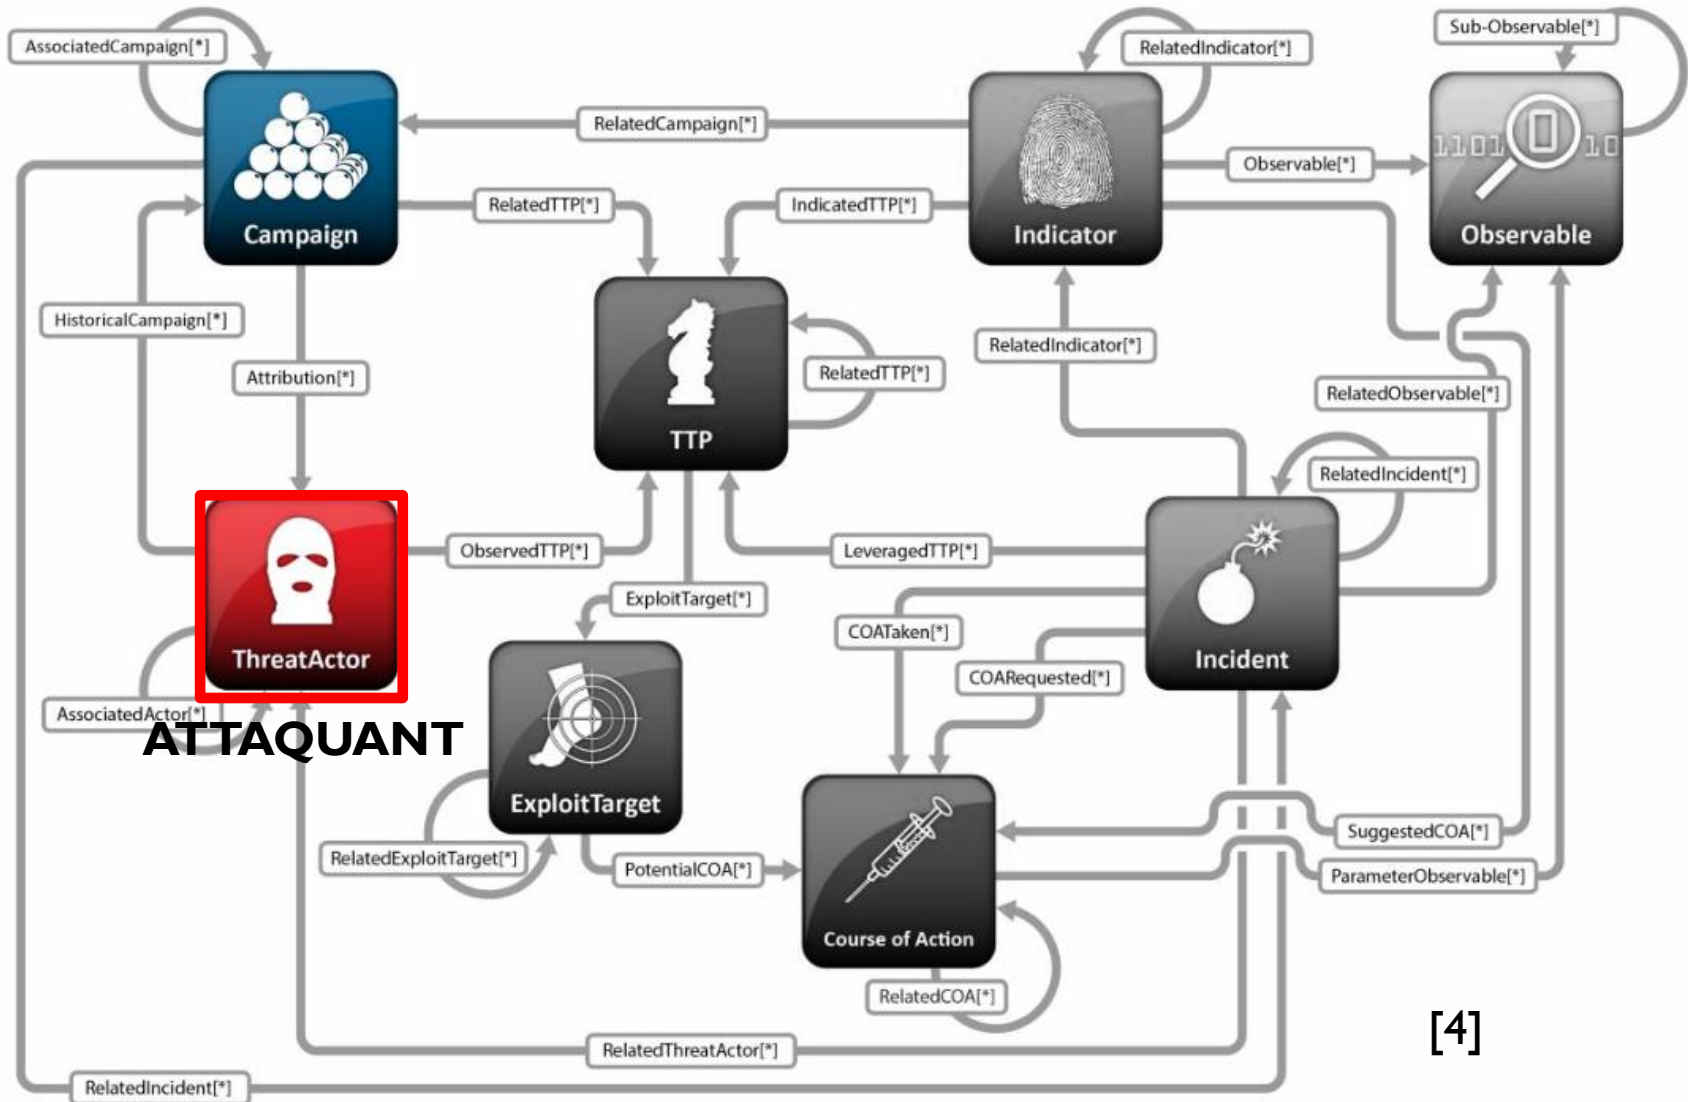 AssociatedCampaign[*]
RelatedIndicator[*]
Sub-Observable[*]
RelatedCampaign[*]
1101 0 10
Observable[*]
RelatedTTP[*]
IndicatedTTP[*]
Campaign
Indicator
Observable
HistoricalCampaign[*]
RelatedIndicator[*]
Attribution[*]
RelatedTTP[*]
RelatedObservable[*]
TTP
RelatedIncident[*]
ObservedTTP[*]
LeveragedTTP[*]
ExploitTarget[*]
COATaken[*]
ThreatActor
Incident
COARequested[*]
AssociatedActor[*]
ATTAQUANT
ExploitTarget
SuggestedCOA[*]
RelatedExploitTarget[*]
PotentialCOA[*]
ParameterObservable[*]
Course of Action
RelatedCOA[*]
[4]
RelatedThreatActor[*]
RelatedIncident[*]